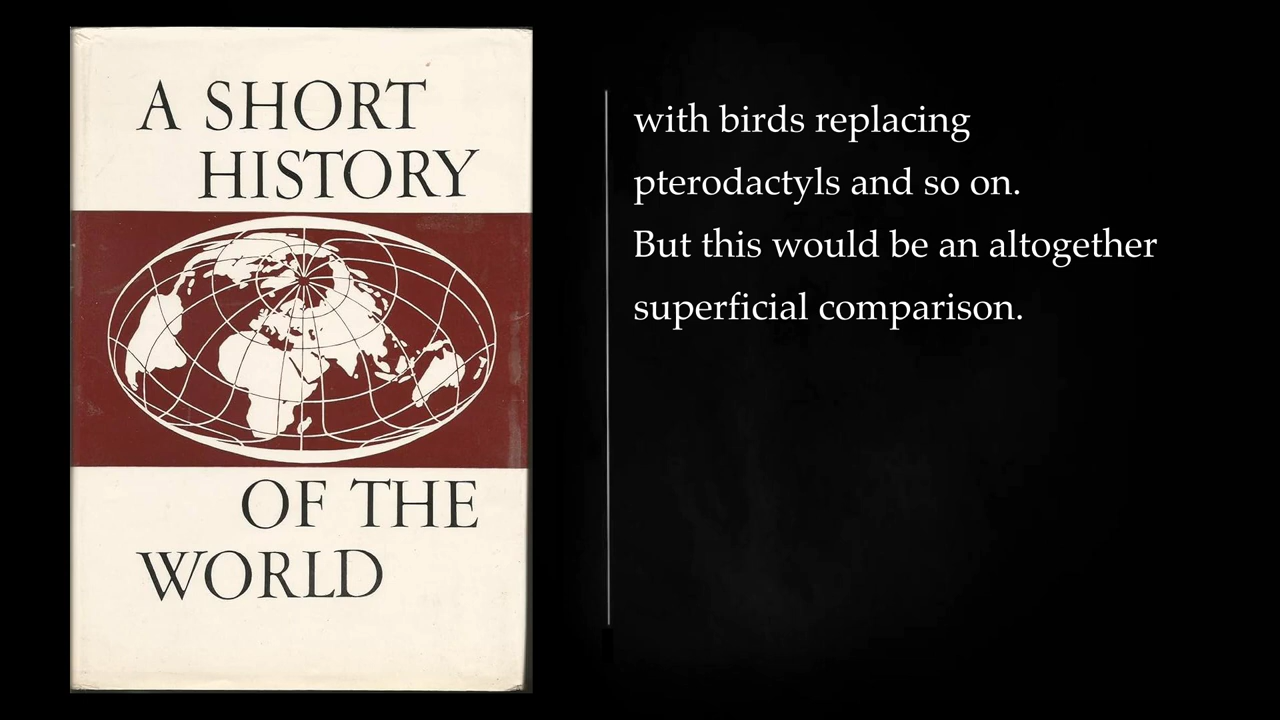 A SHORT
HISTORY
OF THE
WORLD
with birds replacing
pterodactyls and so on.
But this would be an altogether
superficial comparison.